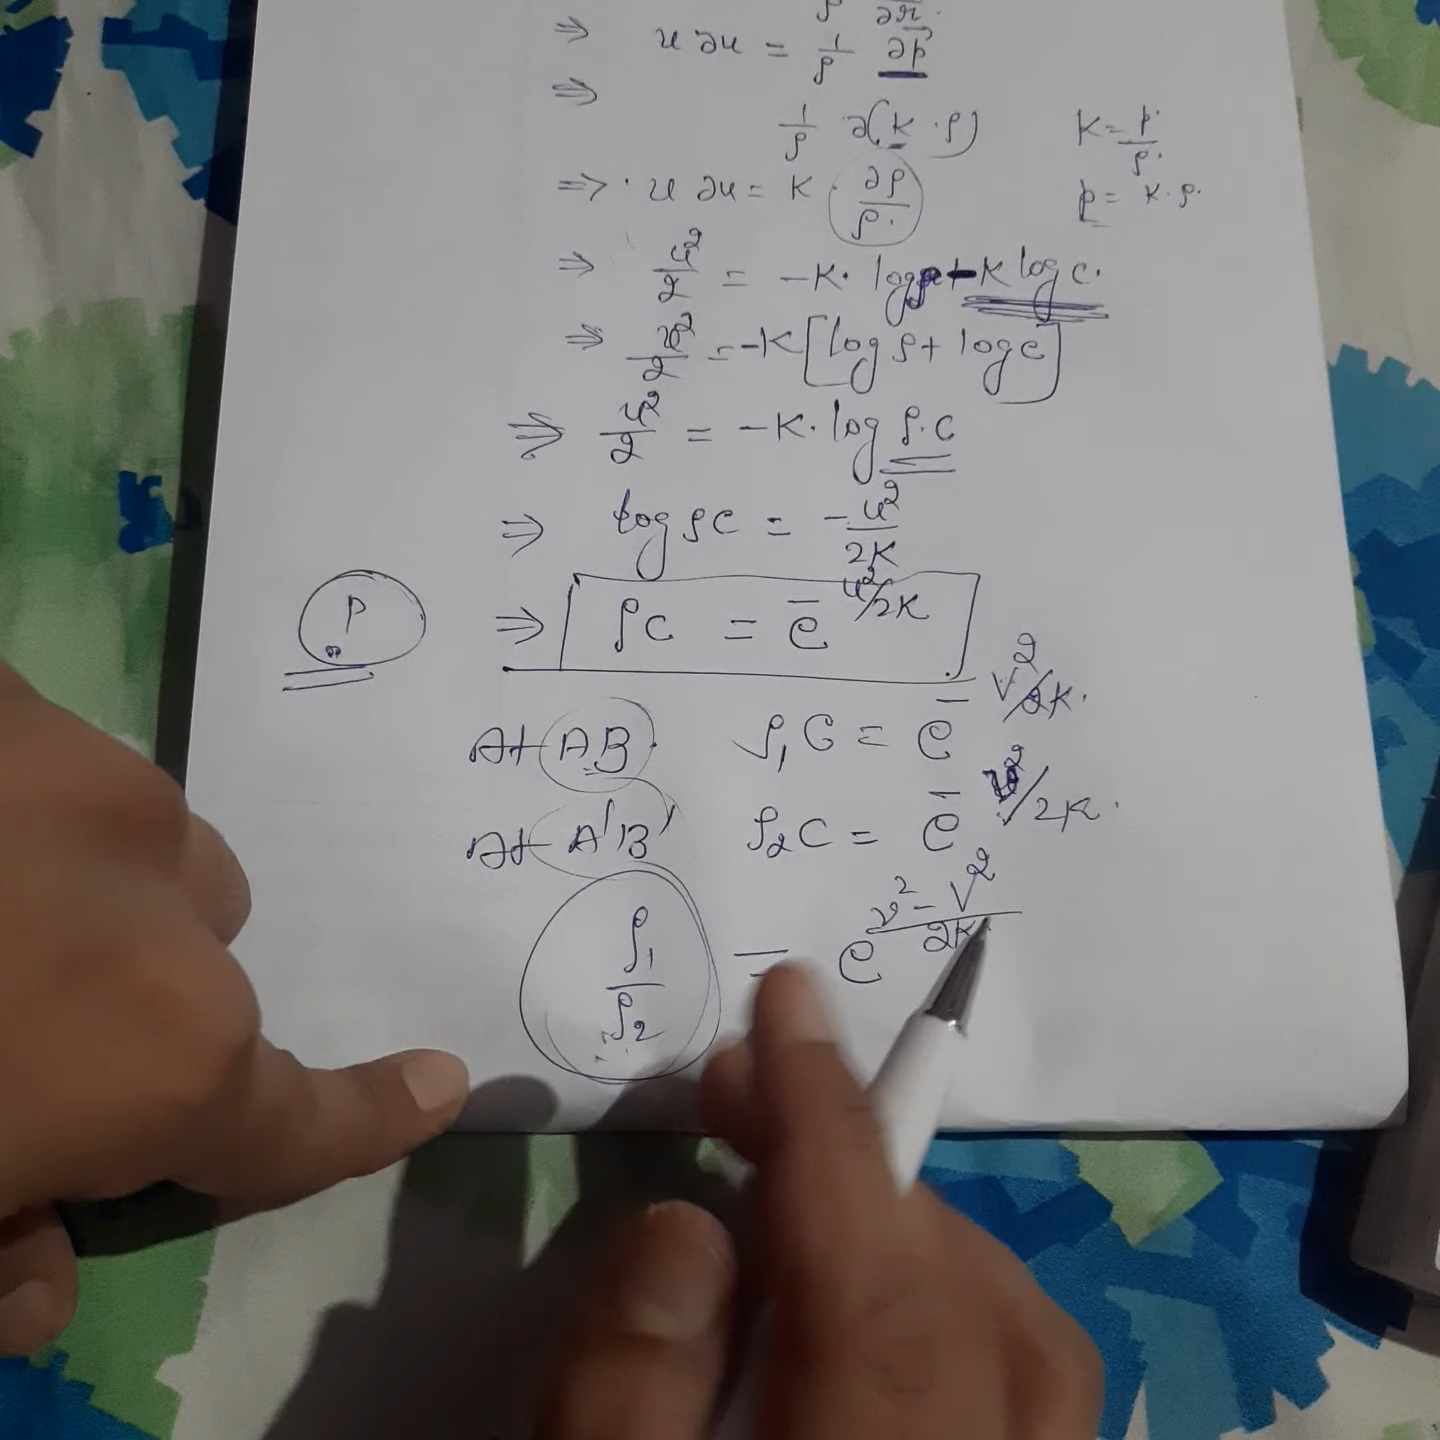 ρ ∂r.
⇒ u ∂u = 1/ρ ∂p
⇒
1/ρ ∂(K·ρ) K = p/ρ.
⇒ · u ∂u = K · ∂ρ/ρ. p = K·ρ.
⇒ u²/2 = -K· log ρ + -K log c.
⇒ u²/2 = -K [log ρ + log c]
⇒ u²/2 = -K· log ρ·c
⇒ log ρc = -u²/2K
P ⇒ ρc = e^-u²/2K
At AB ρ₁C = e^-V²/2K.
At A'B' ρ₂C = e^-v²/2K.
ρ₁/ρ₂ = e^(v²-V²)/2K